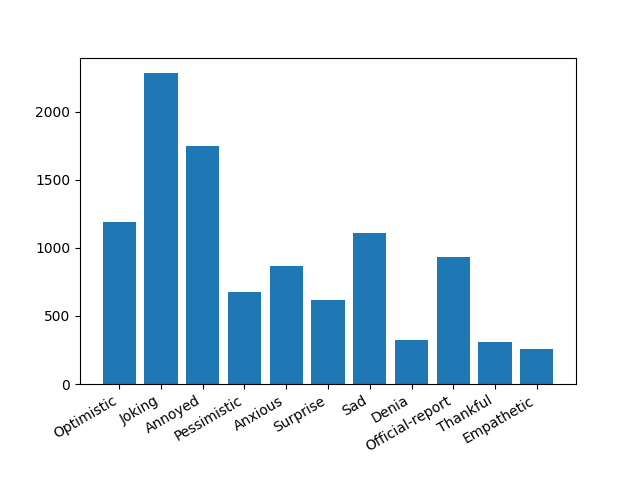 2000
1500
1000
500
0
Optimistic
Joking
Annoyed
Pessimistic
Anxious
Surprise
Sad
Denia
Official-report
Thankful
Empathetic